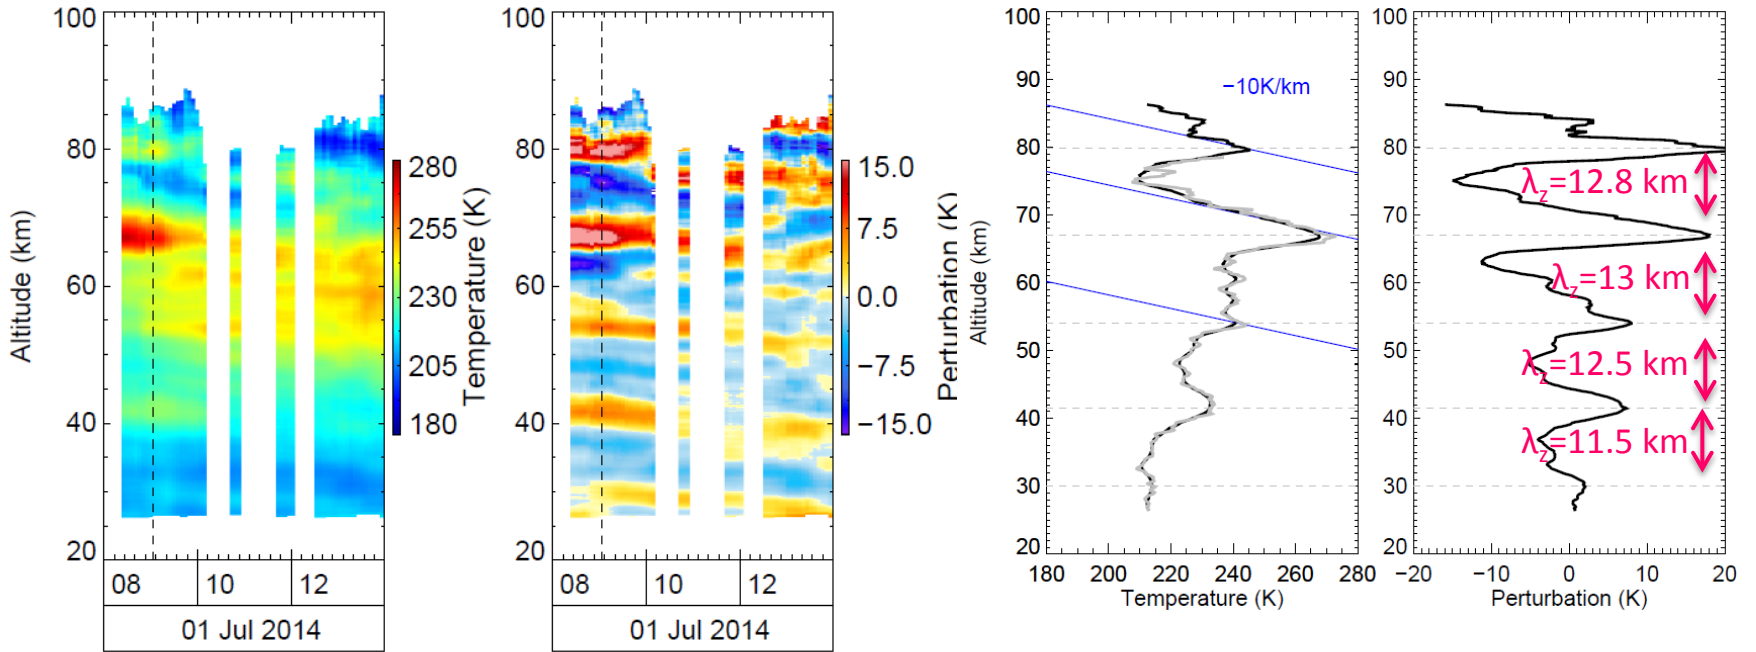 100
80
60
40
20
Altitude (km)
08
10
12
01 Jul 2014
280
255
230
205
180
Temperature (K)
100
80
60
40
20
08
10
12
01 Jul 2014
15.0
7.5
0.0
−7.5
−15.0
Perturbation (K)
100
90
80
70
60
50
40
30
20
Altitude (km)
−10K/km
180 200 220 240 260 280
Temperature (K)
100
90
80
70
60
50
40
30
20
λz=12.8 km
λz=13 km
λz=12.5 km
λz=11.5 km
−20 −10 0 10 20
Perturbation (K)